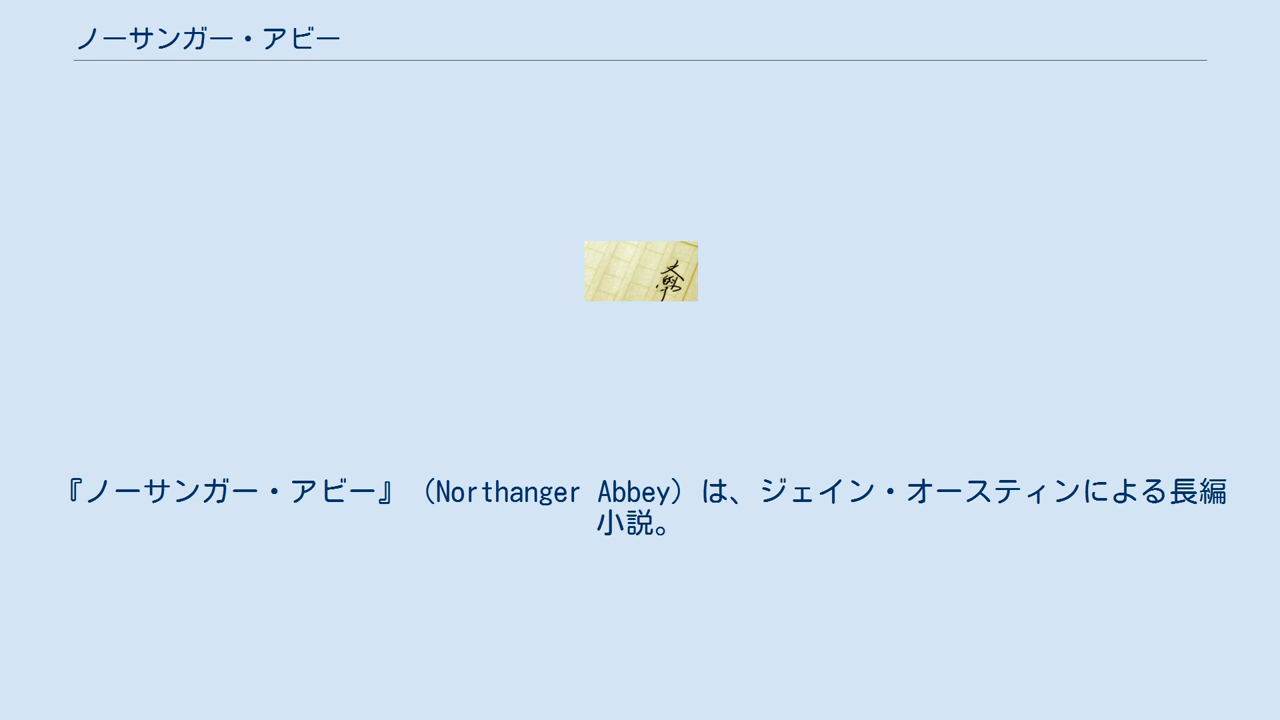 ノーサンガー・アビー
『ノーサンガー・アビー』（Northanger Abbey）は、ジェイン・オースティンによる長編
小説。